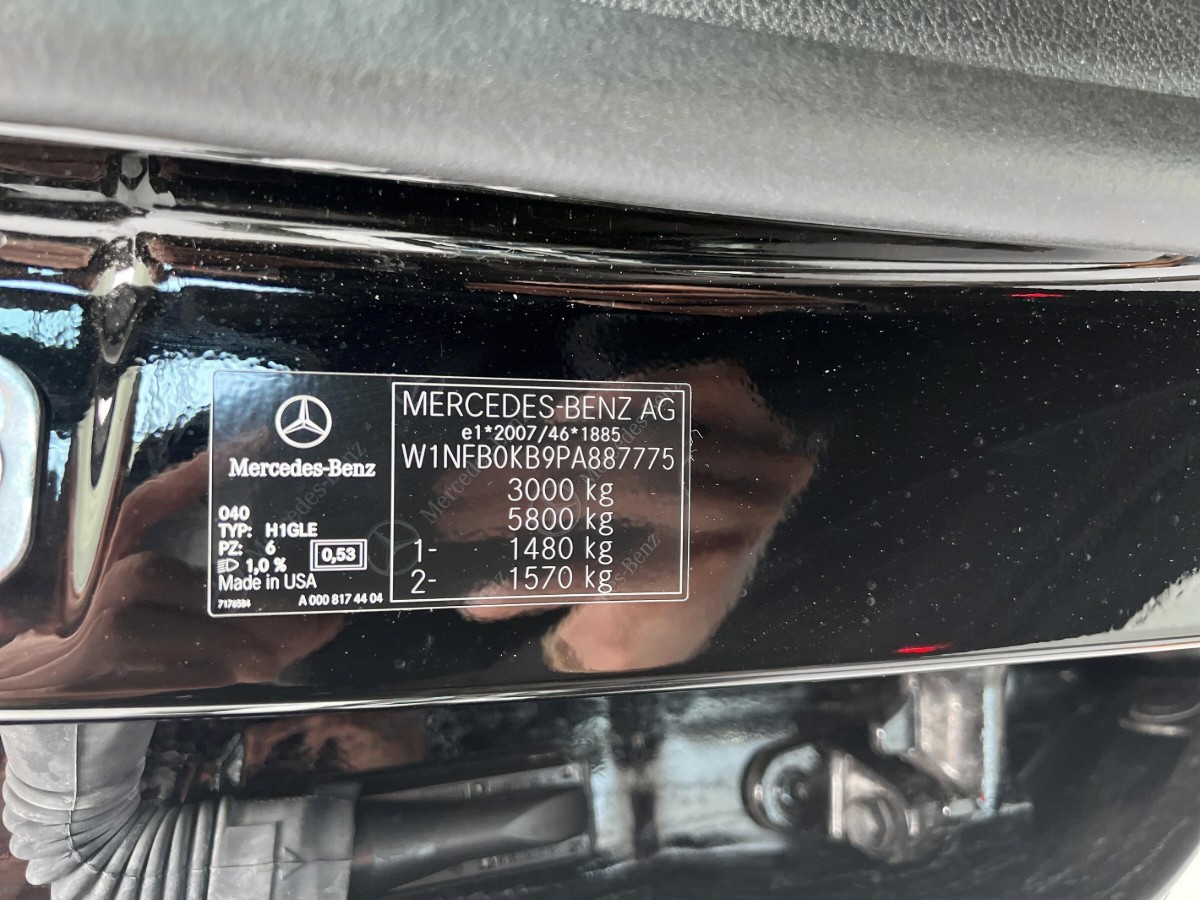 Mercedes-Benz
040
TYP: H1GLE
PZ: 6
1,0 % 0,53
Made in USA
7176584 A 000 817 44 04
MERCEDES-BENZ AG
e1*2007/46*1885
W1NFB0KB9PA887775
3000 kg
5800 kg
1- 1480 kg
2- 1570 kg